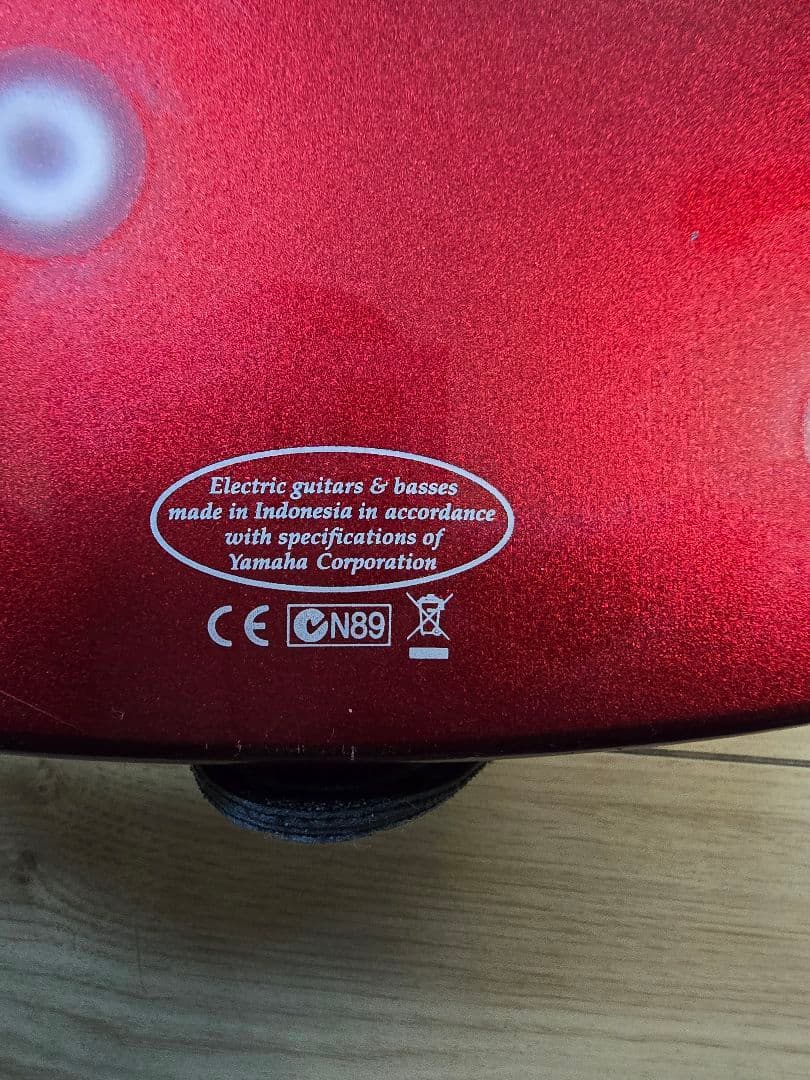 Electric guitars & basses
made in Indonesia in accordance
with specifications of
Yamaha Corporation
CE N89